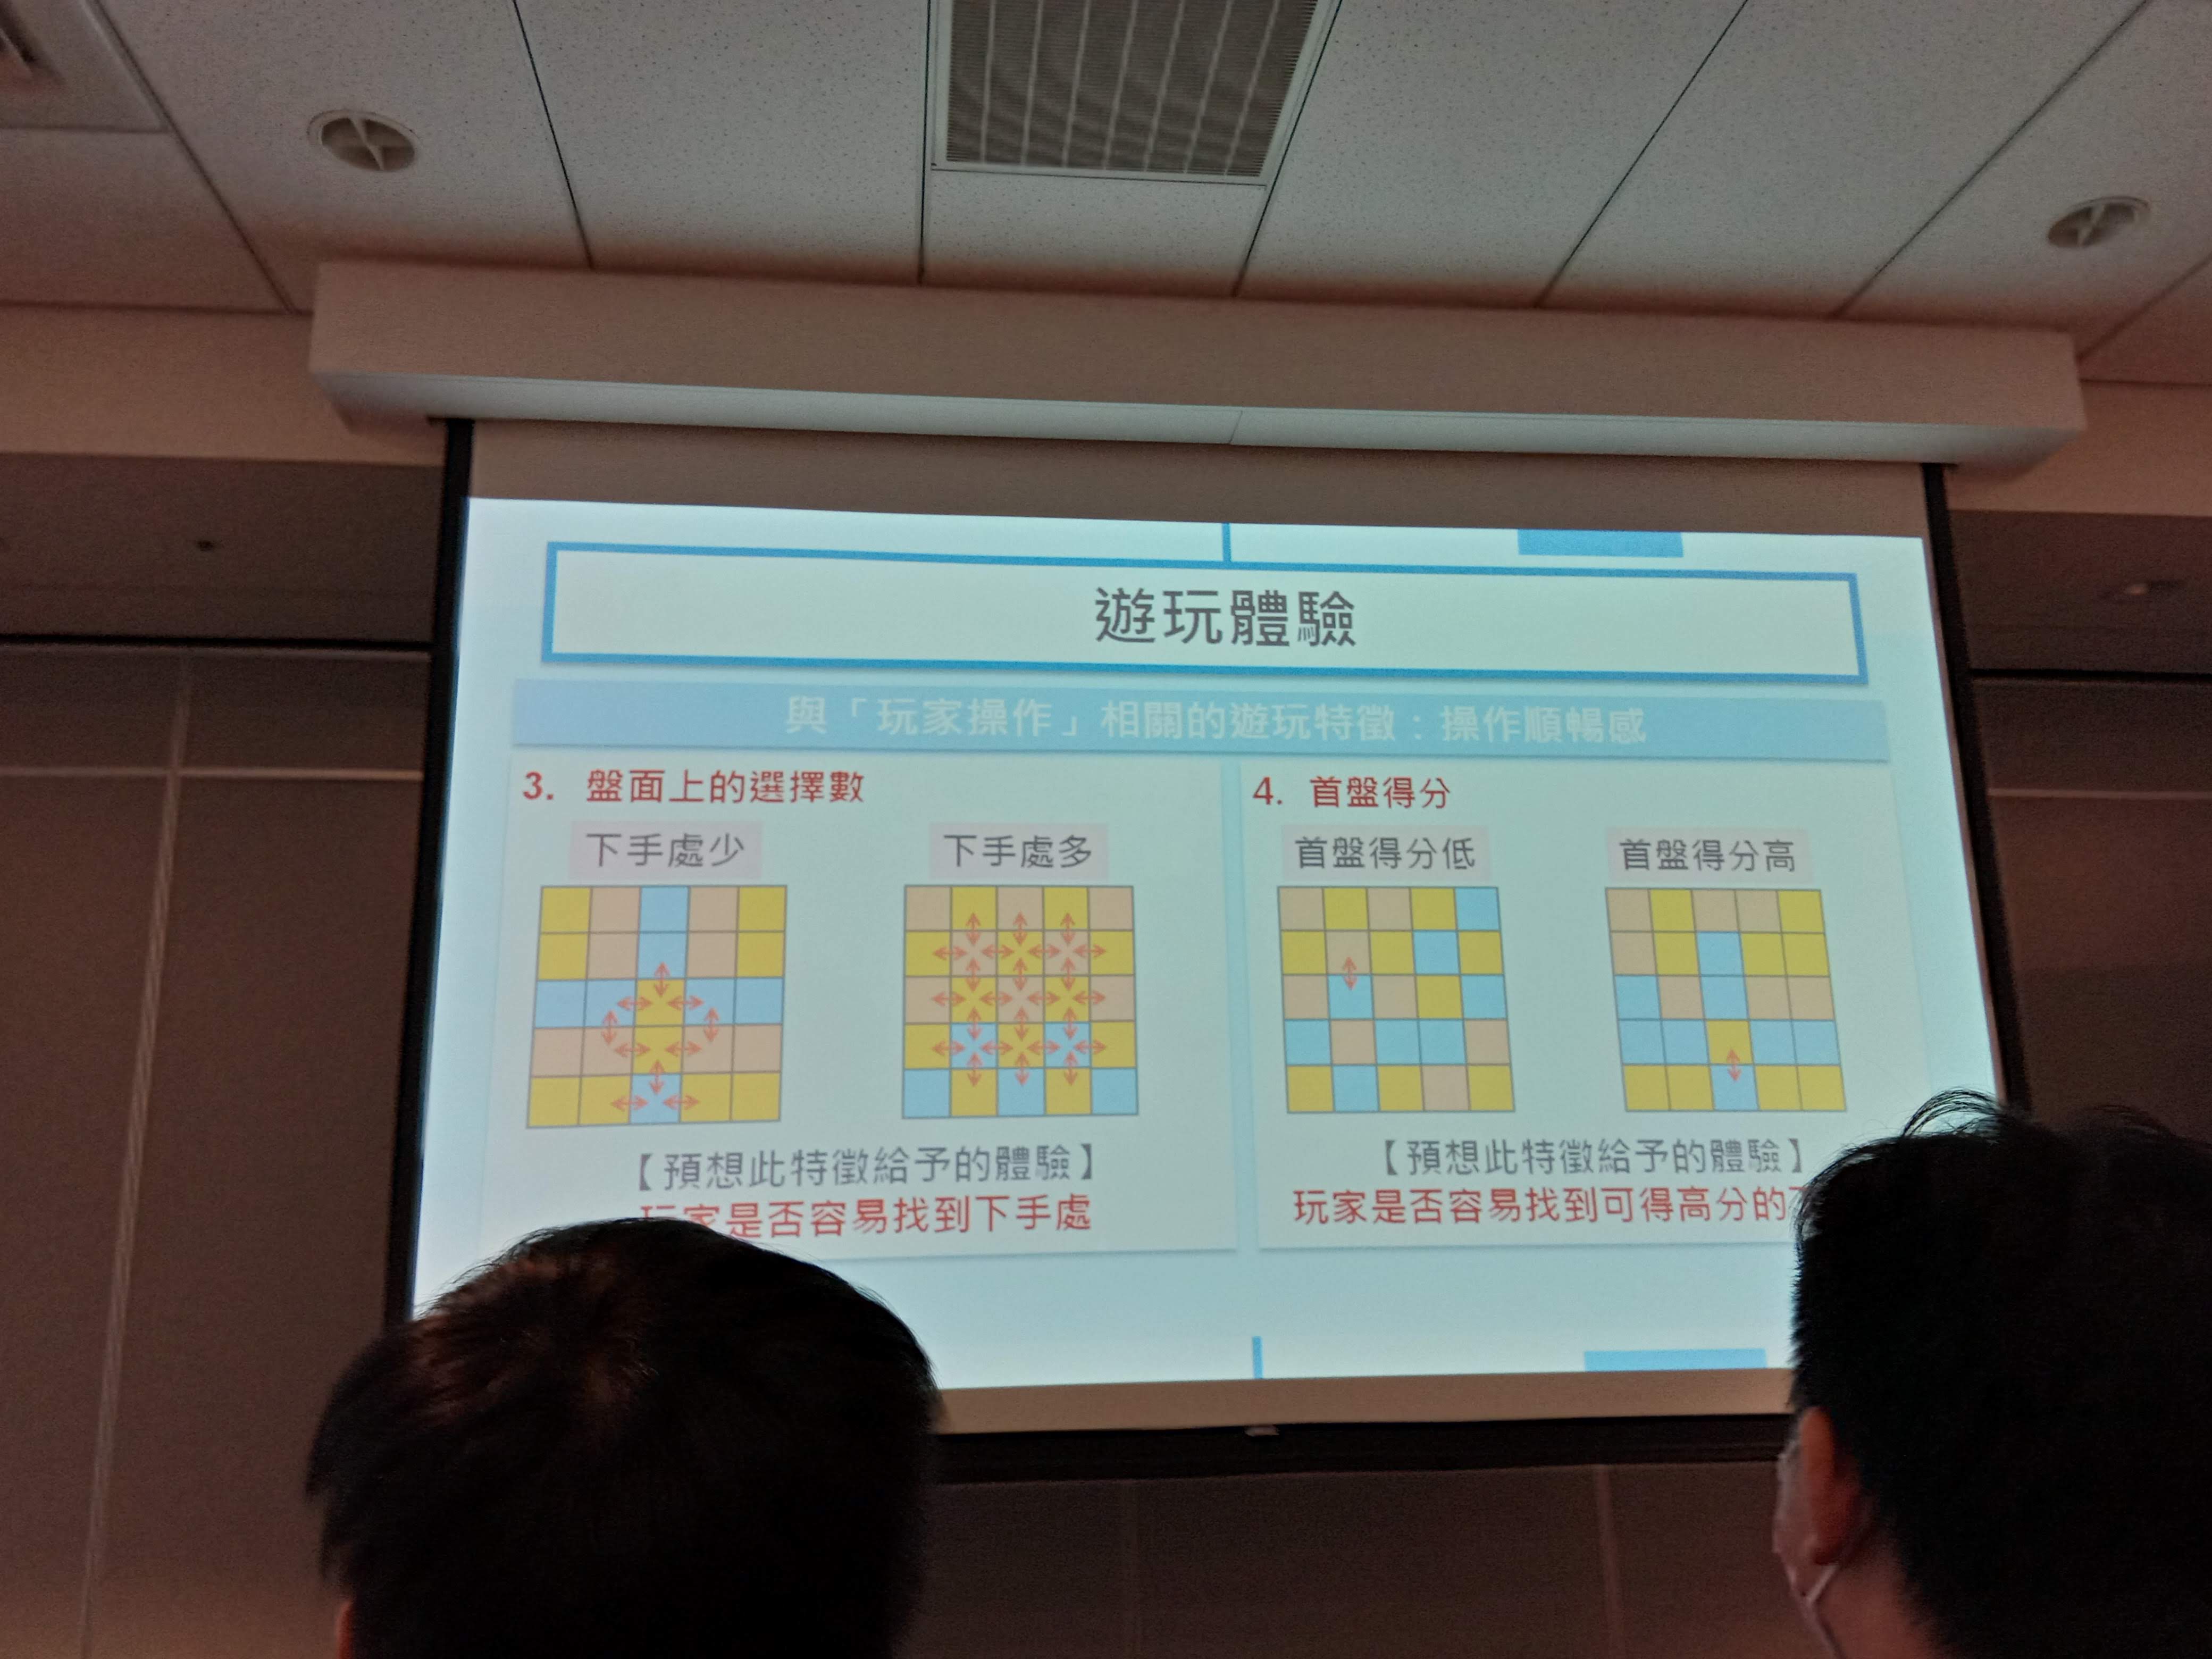 遊玩體驗
與「玩家操作」相關的遊玩特徵：操作順暢感
3. 盤面上的選擇數
下手處少
下手處多
【預想此特徵給予的體驗】
玩家是否容易找到下手處
4. 首盤得分
首盤得分低
首盤得分高
【預想此特徵給予的體驗】
玩家是否容易找到可得高分的